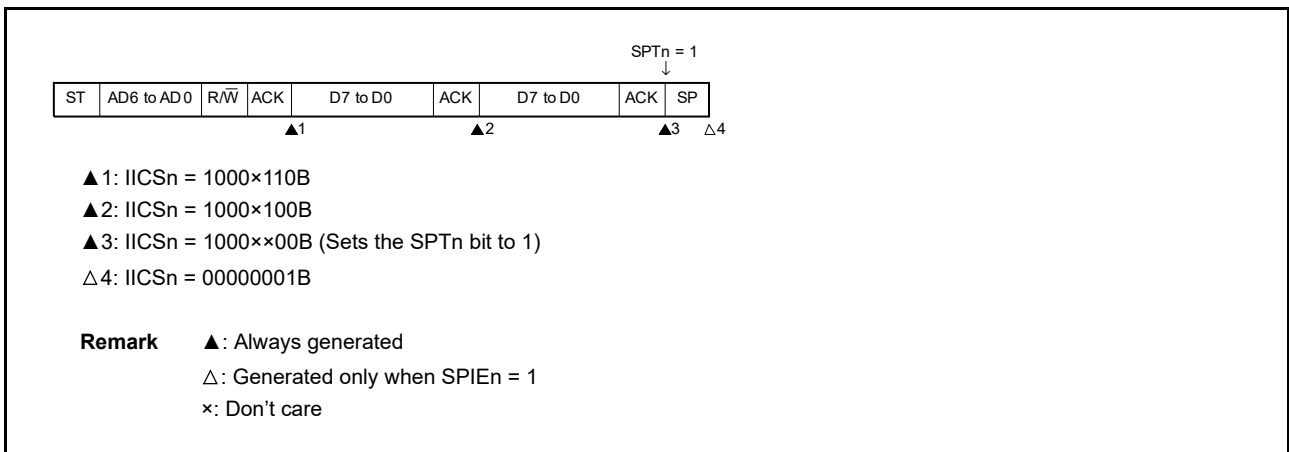 SPTn = 1
↓
ST AD6 to AD0 R/W̅ ACK D7 to D0 ACK D7 to D0 ACK SP
▲1 ▲2 ▲3 △4
▲1: IICSn = 1000×110B
▲2: IICSn = 1000×100B
▲3: IICSn = 1000××00B (Sets the SPTn bit to 1)
△4: IICSn = 00000001B
Remark ▲: Always generated
△: Generated only when SPIEn = 1
×: Don't care